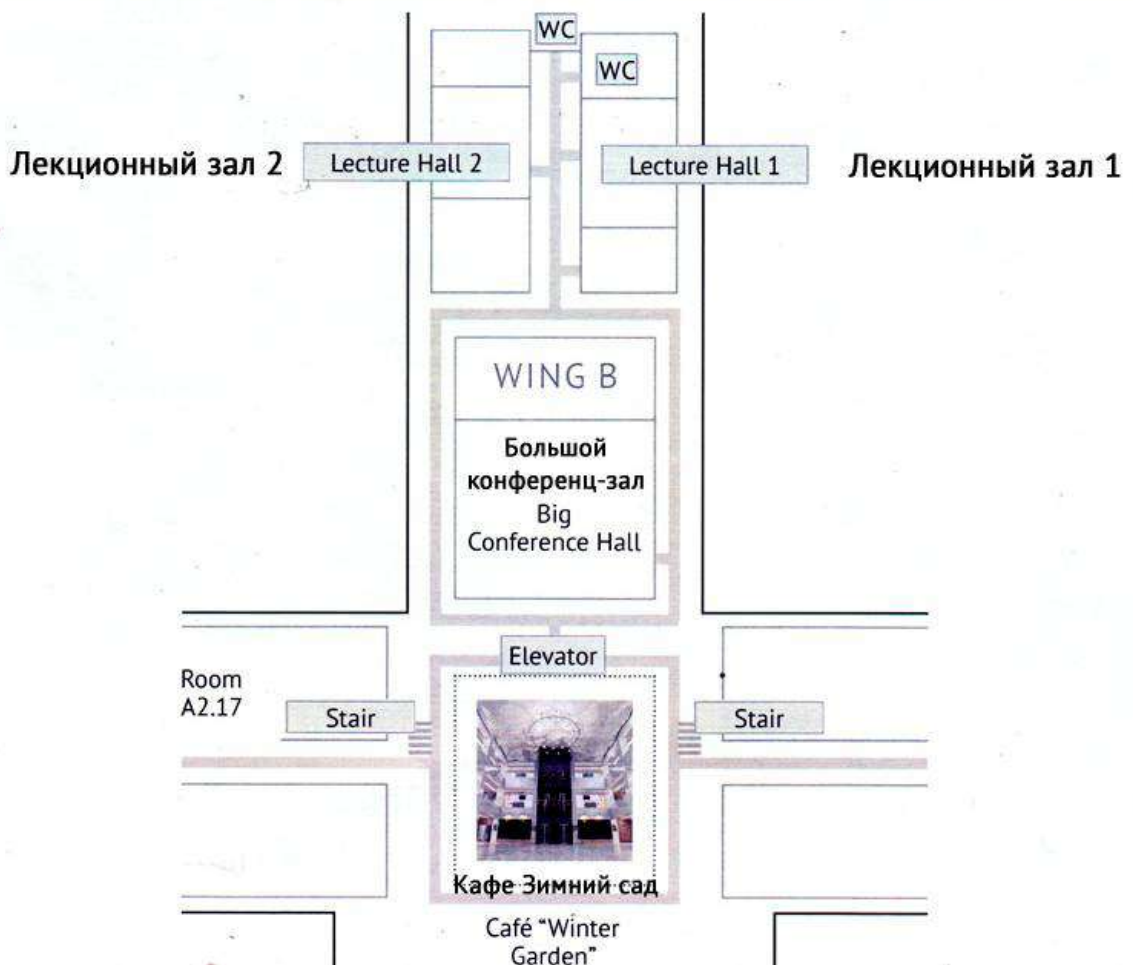 WC
WC
Лекционный зал 2
Lecture Hall 2
Lecture Hall 1
Лекционный зал 1
WING B
Большой
конференц-зал
Big
Conference Hall
Elevator
Room
A2.17
Stair
Stair
Кафе Зимний сад
Café “Winter
Garden”